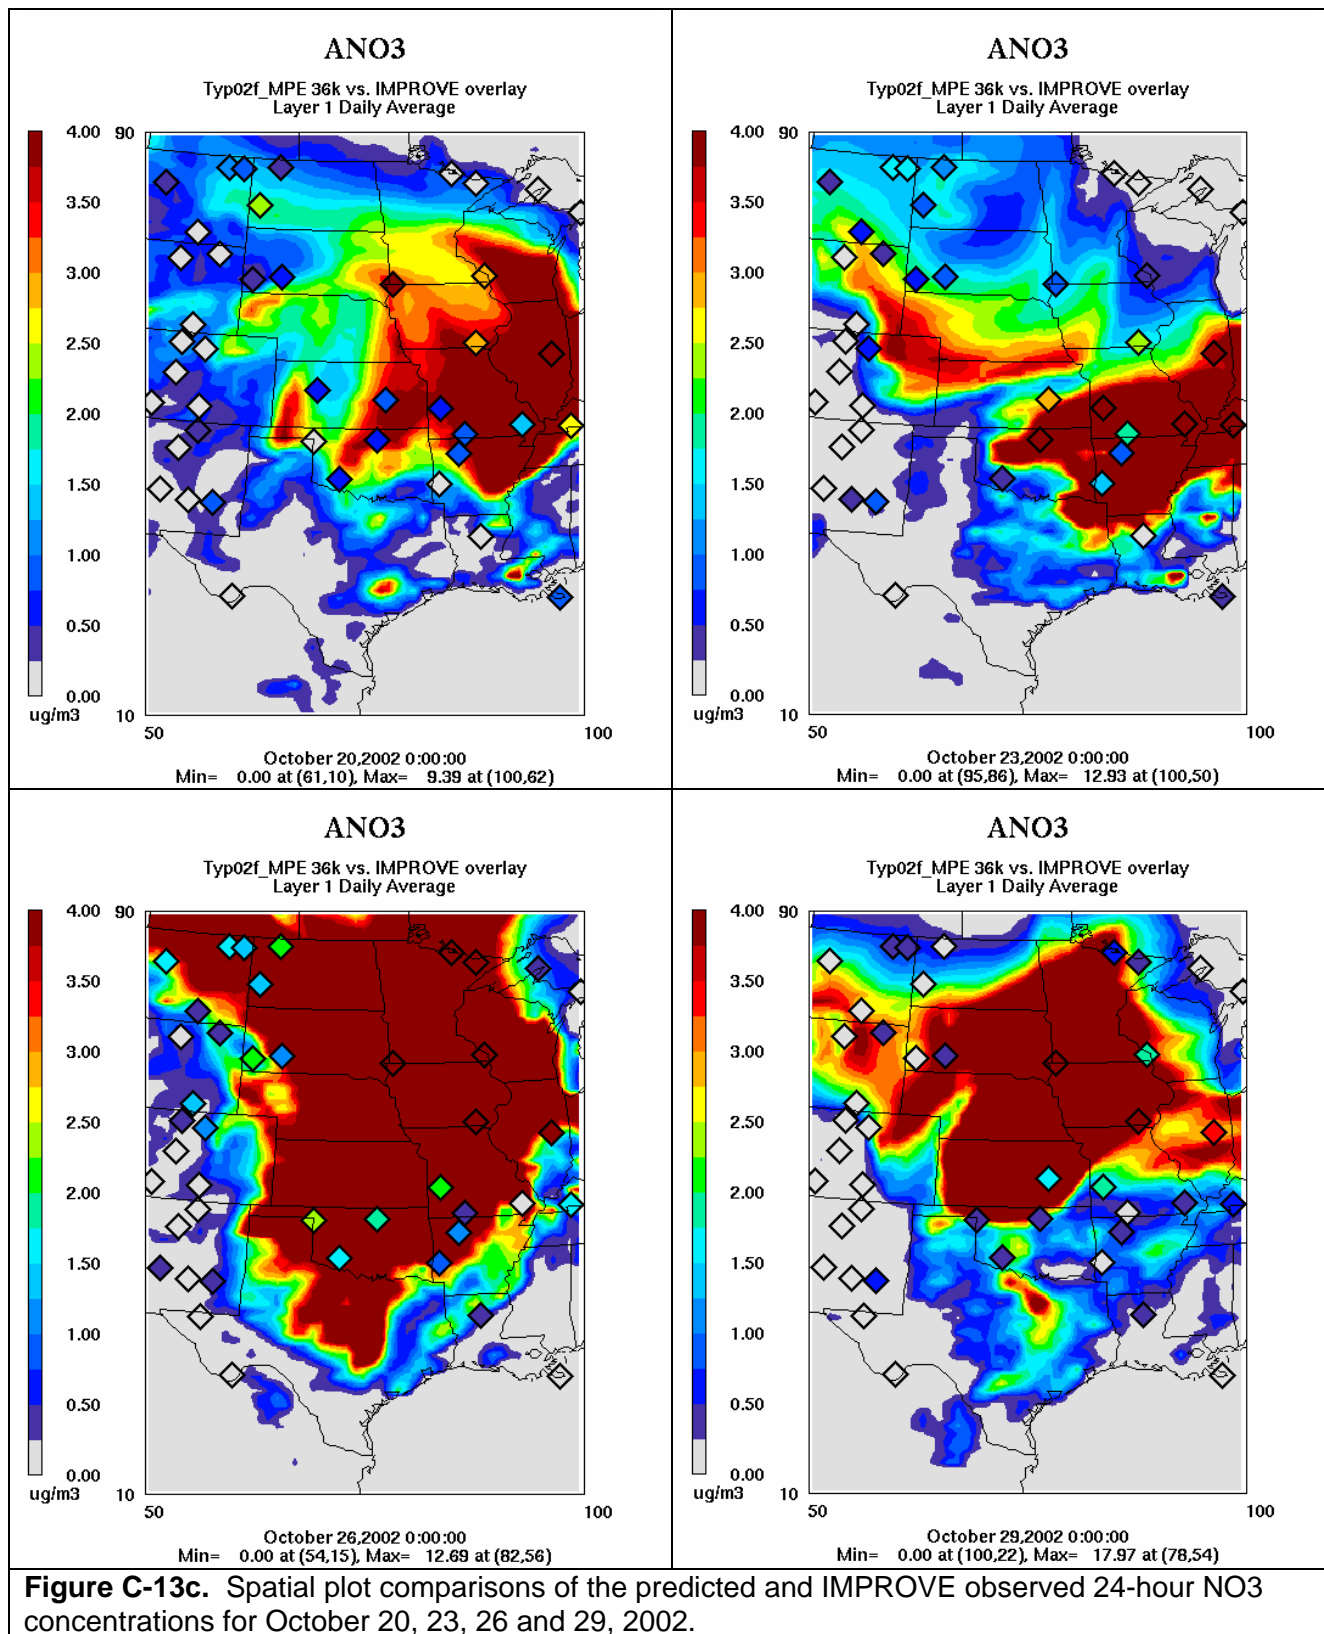 ANO3
Typ02f_MPE 36k vs. IMPROVE overlay
Layer 1 Daily Average
4.00
3.50
3.00
2.50
2.00
1.50
1.00
0.50
0.00
ug/m3
90
10
50
100
October 20,2002 0:00:00
Min= 0.00 at (61,10), Max= 9.39 at (100,62)
ANO3
Typ02f_MPE 36k vs. IMPROVE overlay
Layer 1 Daily Average
4.00
3.50
3.00
2.50
2.00
1.50
1.00
0.50
0.00
ug/m3
90
10
50
100
October 23,2002 0:00:00
Min= 0.00 at (95,86), Max= 12.93 at (100,50)
ANO3
Typ02f_MPE 36k vs. IMPROVE overlay
Layer 1 Daily Average
4.00
3.50
3.00
2.50
2.00
1.50
1.00
0.50
0.00
ug/m3
90
10
50
100
October 26,2002 0:00:00
Min= 0.00 at (54,15), Max= 12.69 at (82,56)
ANO3
Typ02f_MPE 36k vs. IMPROVE overlay
Layer 1 Daily Average
4.00
3.50
3.00
2.50
2.00
1.50
1.00
0.50
0.00
ug/m3
90
10
50
100
October 29,2002 0:00:00
Min= 0.00 at (100,22), Max= 17.97 at (78,54)
Figure C-13c. Spatial plot comparisons of the predicted and IMPROVE observed 24-hour NO3
concentrations for October 20, 23, 26 and 29, 2002.